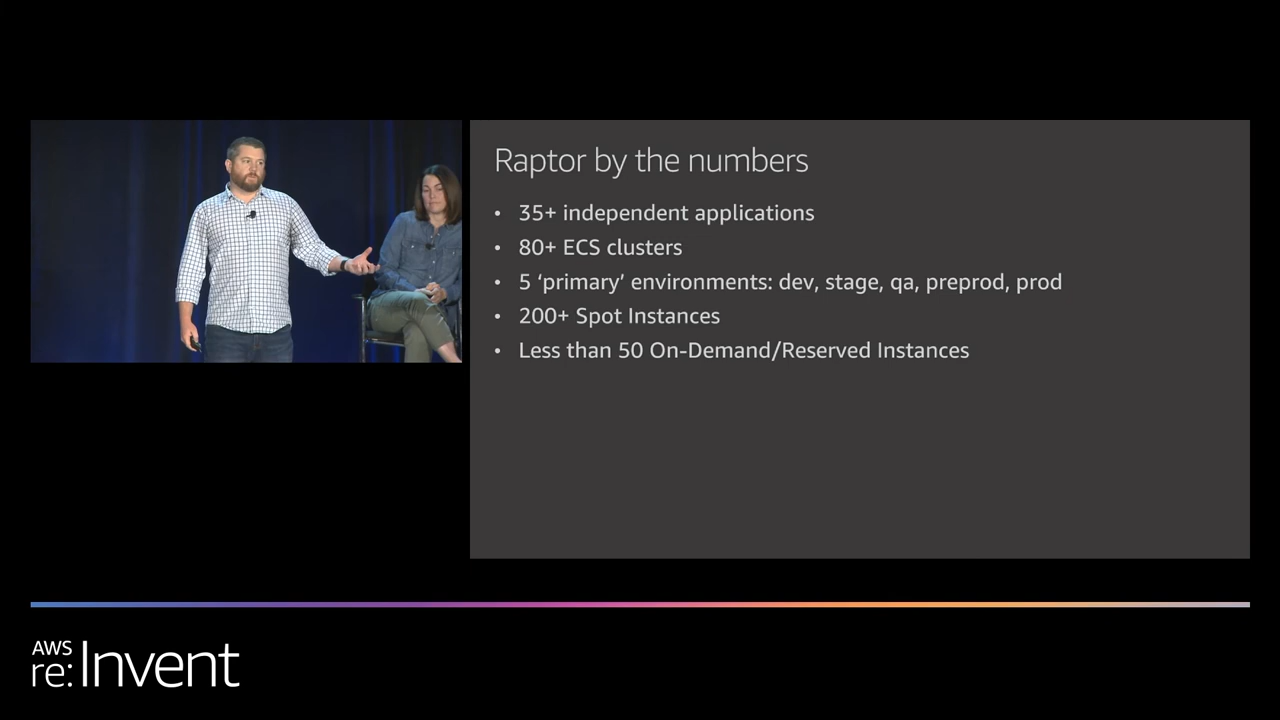 Raptor by the numbers
• 35+ independent applications
• 80+ ECS clusters
• 5 ‘primary’ environments: dev, stage, qa, preprod, prod
• 200+ Spot Instances
• Less than 50 On-Demand/Reserved Instances
AWS
re:Invent